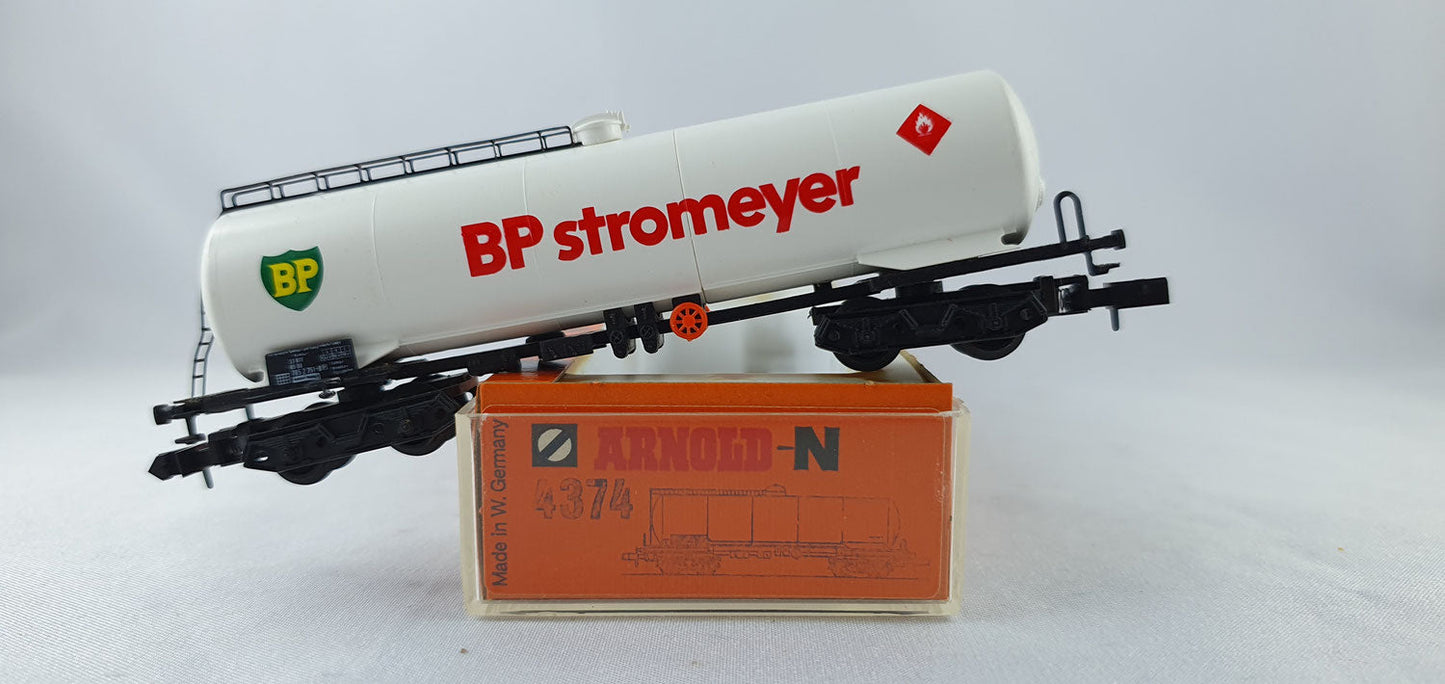 BP stromeyer
BP
ARNOLD-N
4374
Made in W. Germany